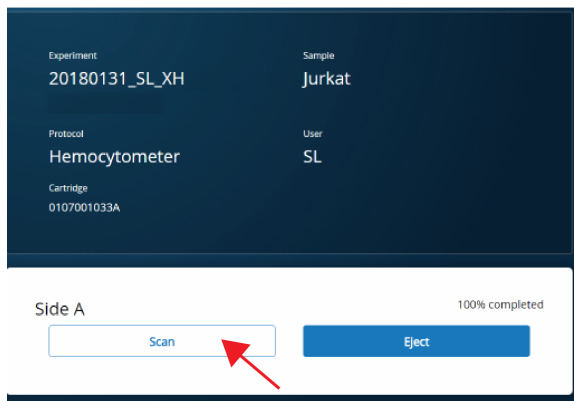 Experiment
20180131_SL_XH
Sample
Jurkat
Protocol
Hemocytometer
User
SL
Cartridge
0107001033A
Side A
100% completed
Scan
Eject